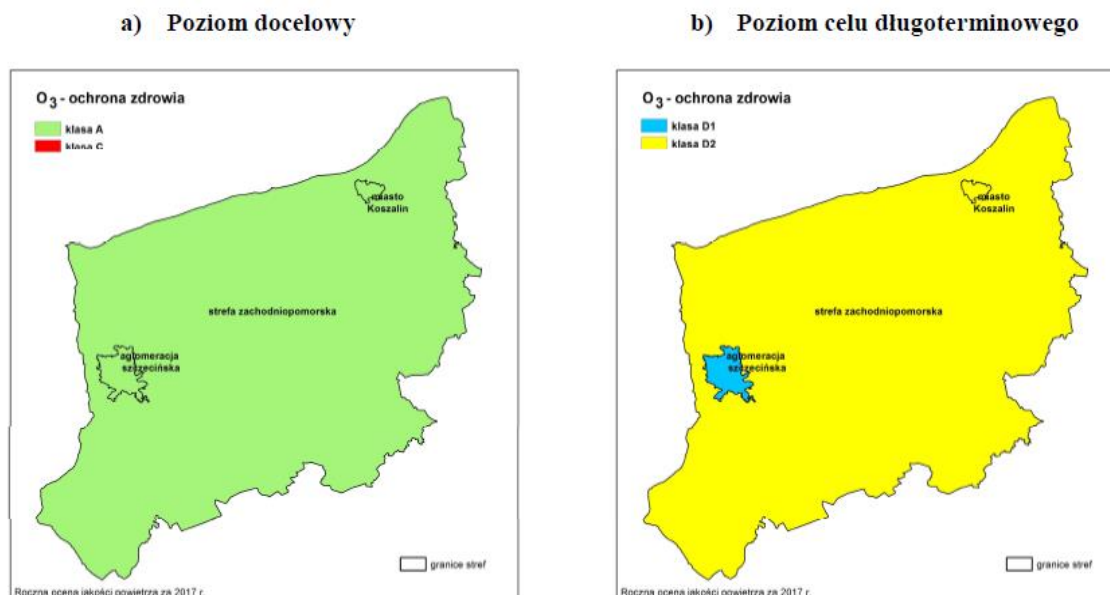 a) Poziom docelowy
O3 - ochrona zdrowia
klasa A
klasa C
miasto
Koszalin
strefa zachodniopomorska
aglomeracja
szczecińska
granice stref
Roczna ocena jakości powietrza za 2017 r.
b) Poziom celu długoterminowego
O3 - ochrona zdrowia
klasa D1
klasa D2
miasto
Koszalin
strefa zachodniopomorska
aglomeracja
szczecińska
granice stref
Roczna ocena jakości powietrza za 2017 r.